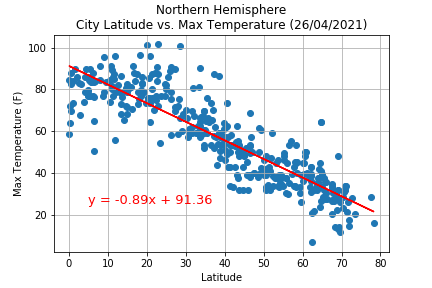 Northern Hemisphere
City Latitude vs. Max Temperature (26/04/2021)
Max Temperature (F)
100
80
60
40
20
y = -0.89x + 91.36
0 10 20 30 40 50 60 70 80
Latitude